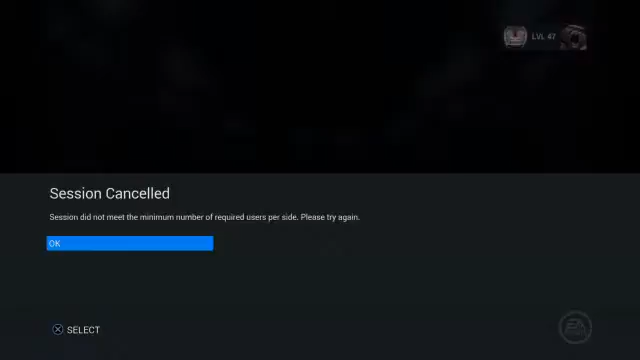 LVL 47
Session Cancelled
Session did not meet the minimum number of required users per side. Please try again.
OK
SELECT
EA